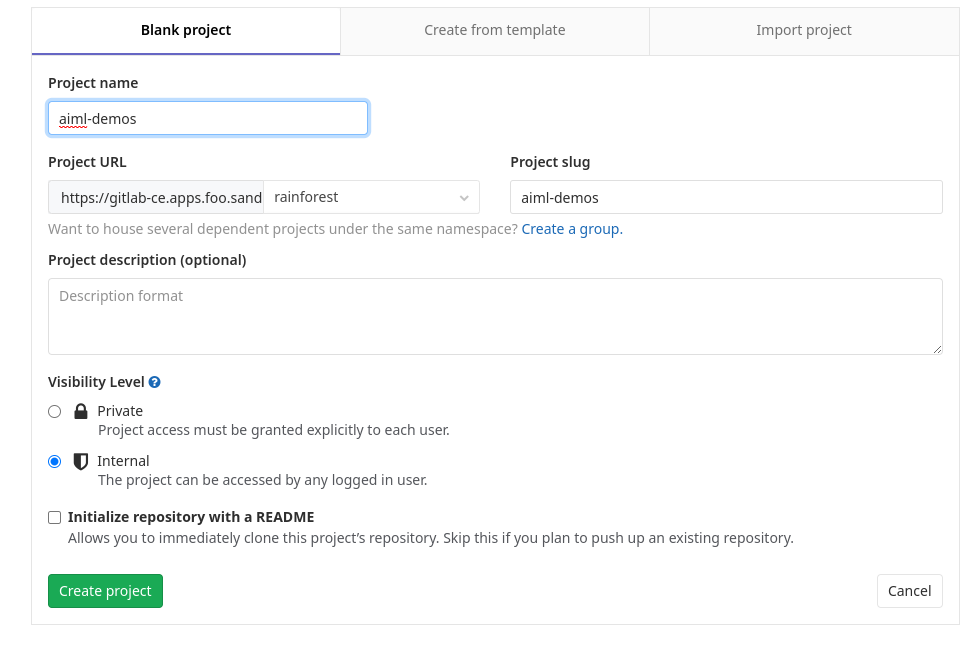 Blank project
Create from template
Import project
Project name
aiml-demos
Project URL
Project slug
https://gitlab-ce.apps.foo.sand
rainforest
aiml-demos
Want to house several dependent projects under the same namespace? Create a group.
Project description (optional)
Description format
Visibility Level ?
Private
Project access must be granted explicitly to each user.
Internal
The project can be accessed by any logged in user.
Initialize repository with a README
Allows you to immediately clone this project’s repository. Skip this if you plan to push up an existing repository.
Create project
Cancel